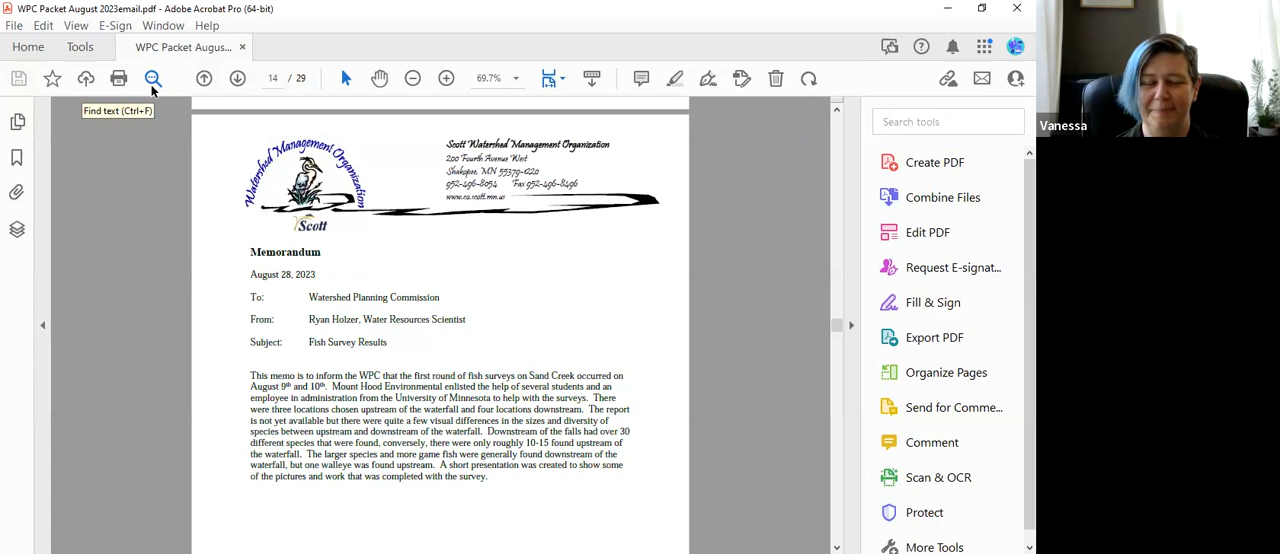 WPC Packet August 2023email.pdf - Adobe Acrobat Pro (64-bit)
File Edit View E-Sign Window Help
Home Tools WPC Packet Augus... ×
14 / 29 69.7%
Find text (Ctrl+F)
Watershed Management Organization
Scott
Scott Watershed Management Organization
200 Fourth Avenue West
Shakopee, MN 55379-1220
952-496-8054 Fax 952-496-8496
www.co.scott.mn.us
Memorandum
August 28, 2023
To: Watershed Planning Commission
From: Ryan Holzer, Water Resources Scientist
Subject: Fish Survey Results
This memo is to inform the WPC that the first round of fish surveys on Sand Creek occurred on
August 9th and 10th. Mount Hood Environmental enlisted the help of several students and an
employee in administration from the University of Minnesota to help with the surveys. There
were three locations chosen upstream of the waterfall and four locations downstream. The report
is not yet available but there were quite a few visual differences in the sizes and diversity of
species between upstream and downstream of the waterfall. Downstream of the falls had over 30
different species that were found, conversely, there were only roughly 10-15 found upstream of
the waterfall. The larger species and more game fish were generally found downstream of the
waterfall, but one walleye was found upstream. A short presentation was created to show some
of the pictures and work that was completed with the survey.
Search tools
Create PDF
Combine Files
Edit PDF
Request E-signat...
Fill & Sign
Export PDF
Organize Pages
Send for Comme...
Comment
Scan & OCR
Protect
More Tools
Vanessa